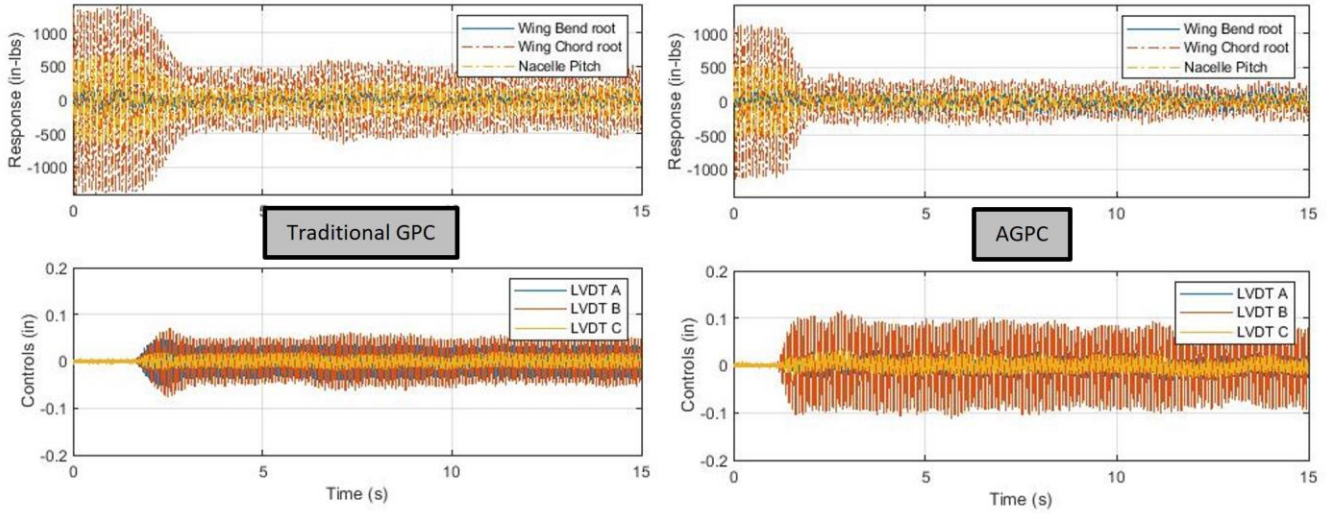 1000
500
0
-500
-1000
Response (in-lbs)
Wing Bend root
Wing Chord root
Nacelle Pitch
0
5
10
15
1000
500
0
-500
-1000
Response (in-lbs)
Wing Bend root
Wing Chord root
Nacelle Pitch
0
5
10
15
Traditional GPC
AGPC
0.2
0.1
0
-0.1
-0.2
Controls (in)
LVDT A
LVDT B
LVDT C
0
5
10
15
Time (s)
0.2
0.1
0
-0.1
-0.2
Controls (in)
LVDT A
LVDT B
LVDT C
0
5
10
15
Time (s)